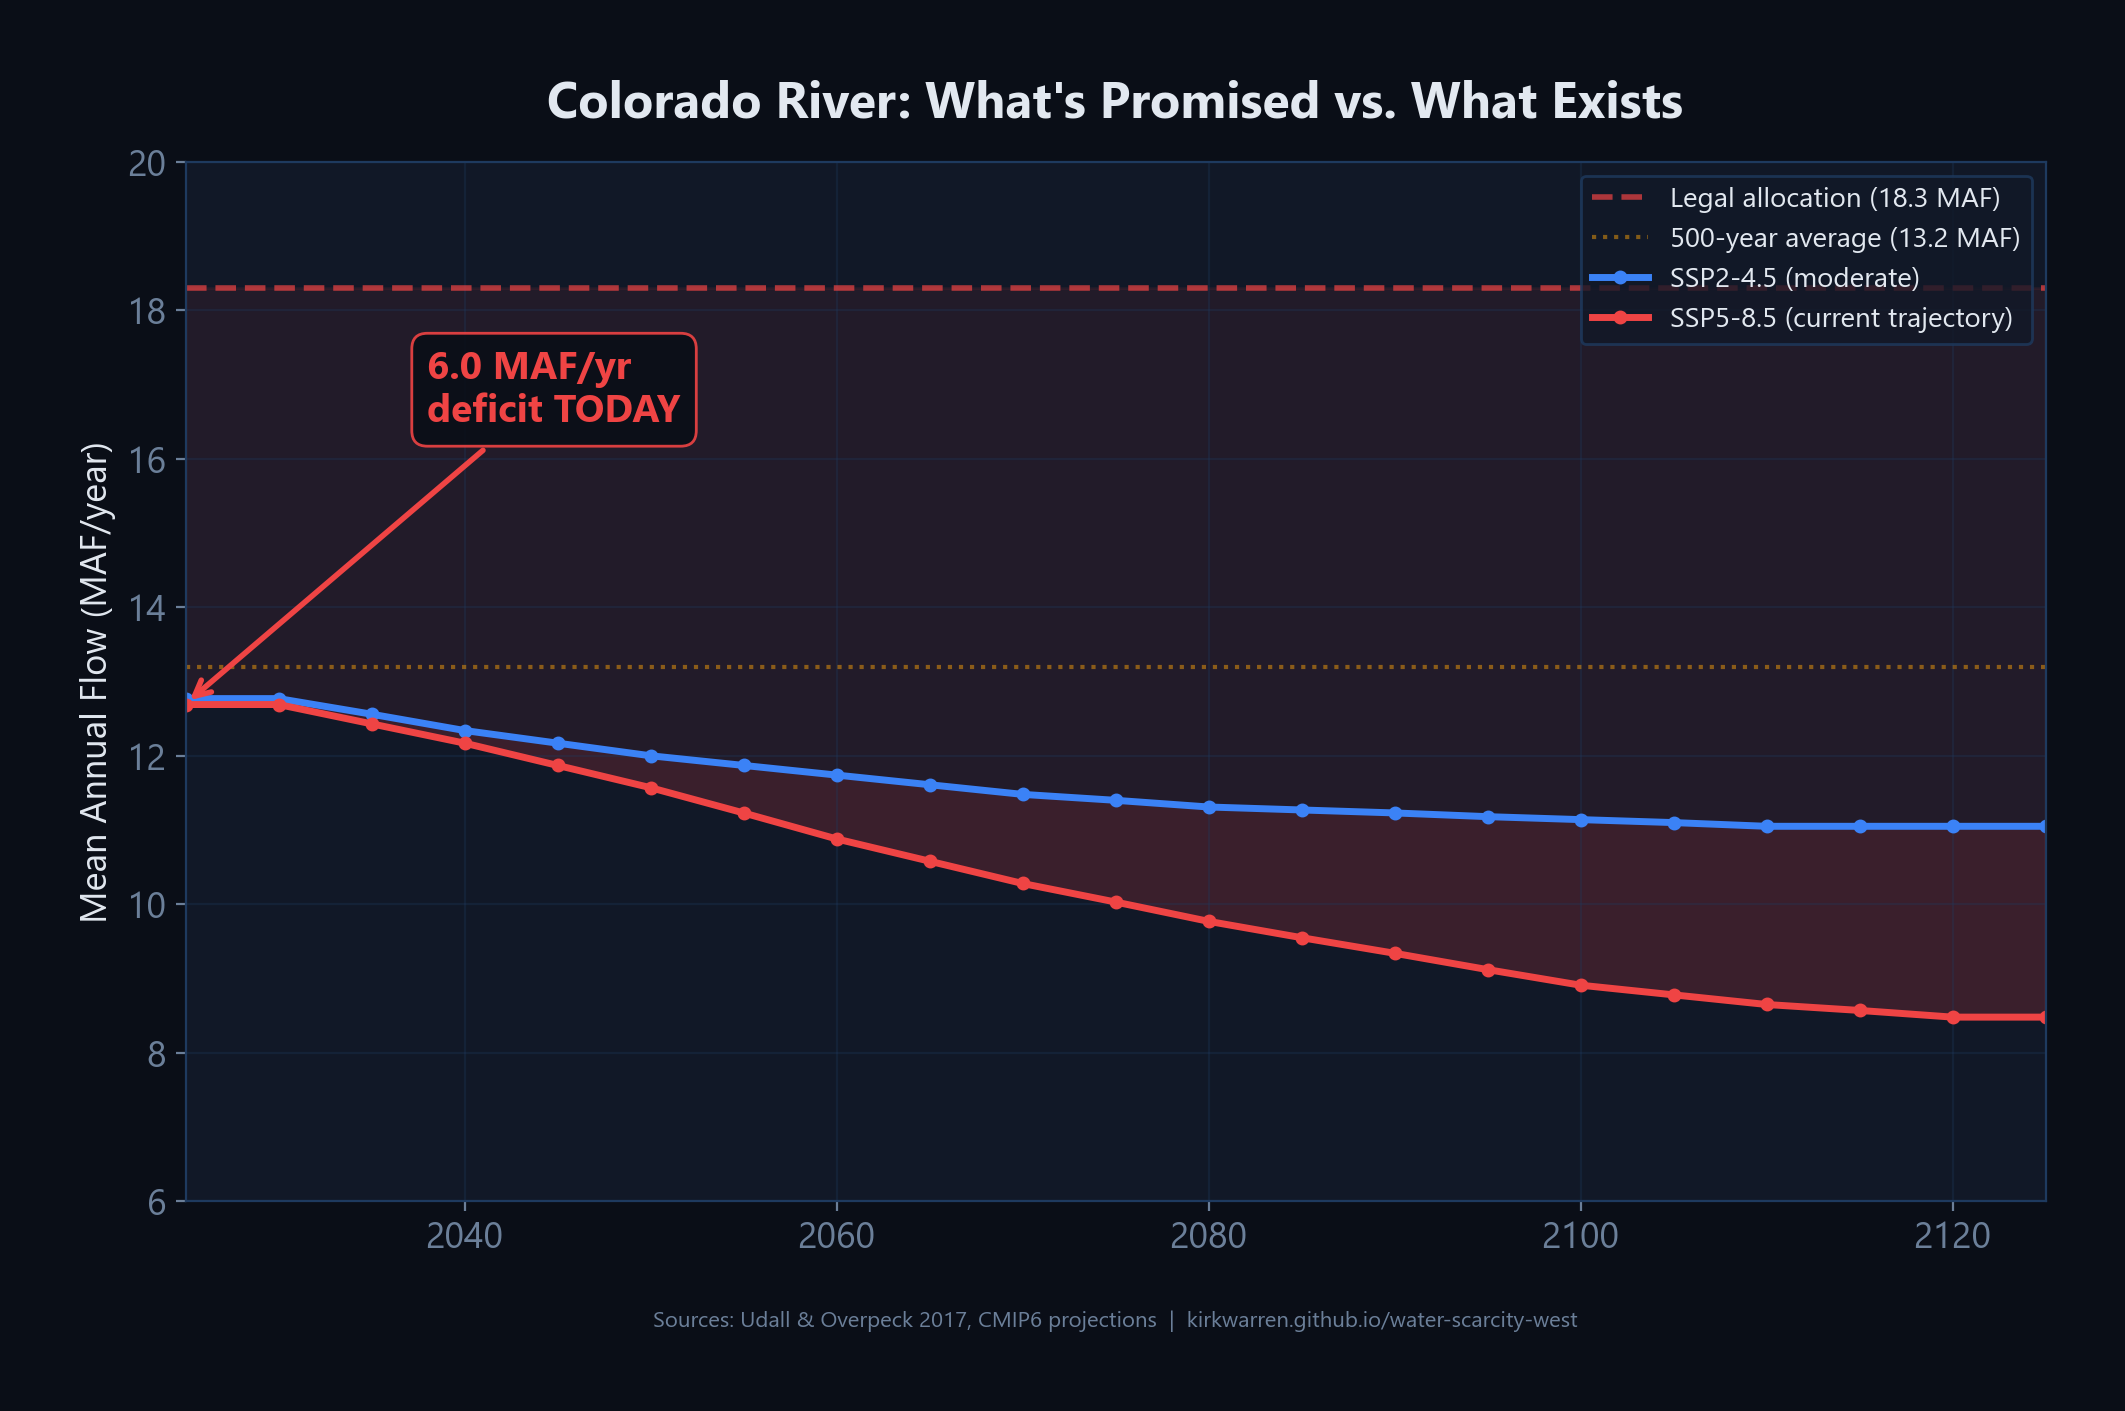 Colorado River: What's Promised vs. What Exists
20
18
16
14
12
10
8
6
Mean Annual Flow (MAF/year)
Legal allocation (18.3 MAF)
500-year average (13.2 MAF)
SSP2-4.5 (moderate)
SSP5-8.5 (current trajectory)
6.0 MAF/yr
deficit TODAY
2040
2060
2080
2100
2120
Sources: Udall & Overpeck 2017, CMIP6 projections | kirkwarren.github.io/water-scarcity-west